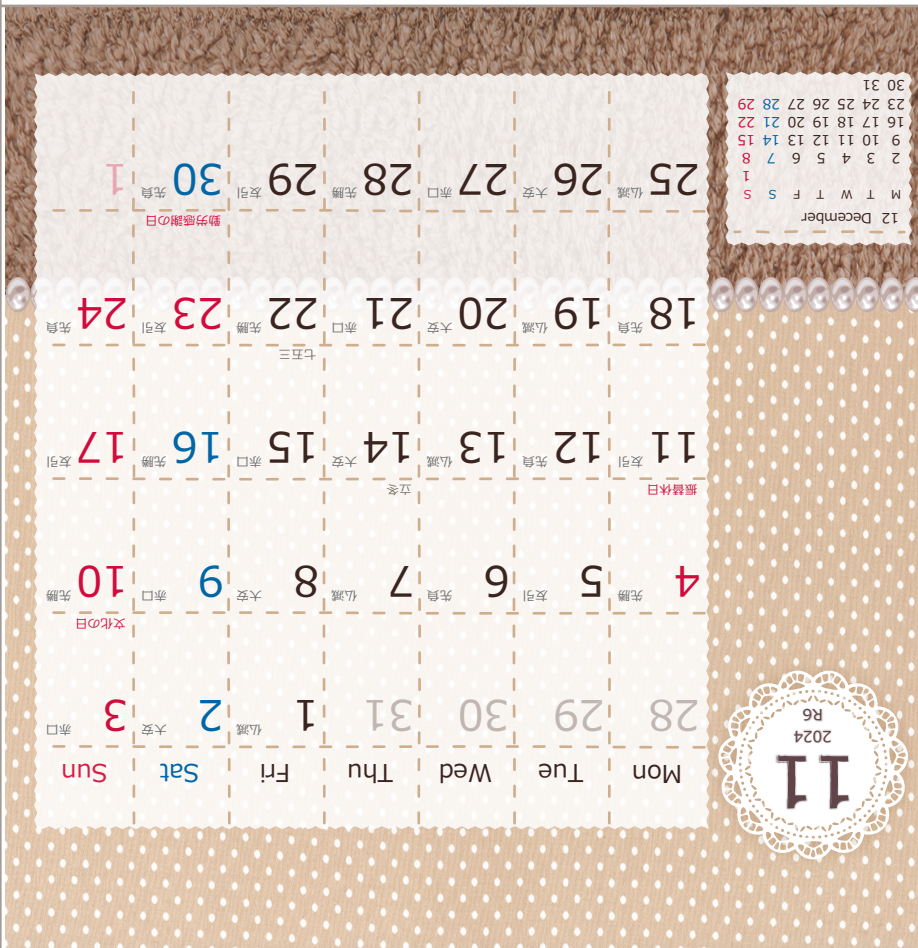 11
2024
R6
Mon Tue Wed Thu Fri Sat Sun
28 29 30 31 1 仏滅 2 大安 3 赤口
文化の日
4 先勝 5 友引 6 先負 7 仏滅 8 大安 9 赤口 10 先勝
振替休日 立冬
11 友引 12 先負 13 仏滅 14 大安 15 赤口 16 先勝 17 友引
七五三
18 先負 19 仏滅 20 大安 21 赤口 22 先勝 23 友引 24 先負
勤労感謝の日
25 仏滅 26 大安 27 赤口 28 先勝 29 友引 30 先負 1
12 December
M T W T F S S
1
2 3 4 5 6 7 8
9 10 11 12 13 14 15
16 17 18 19 20 21 22
23 24 25 26 27 28 29
30 31